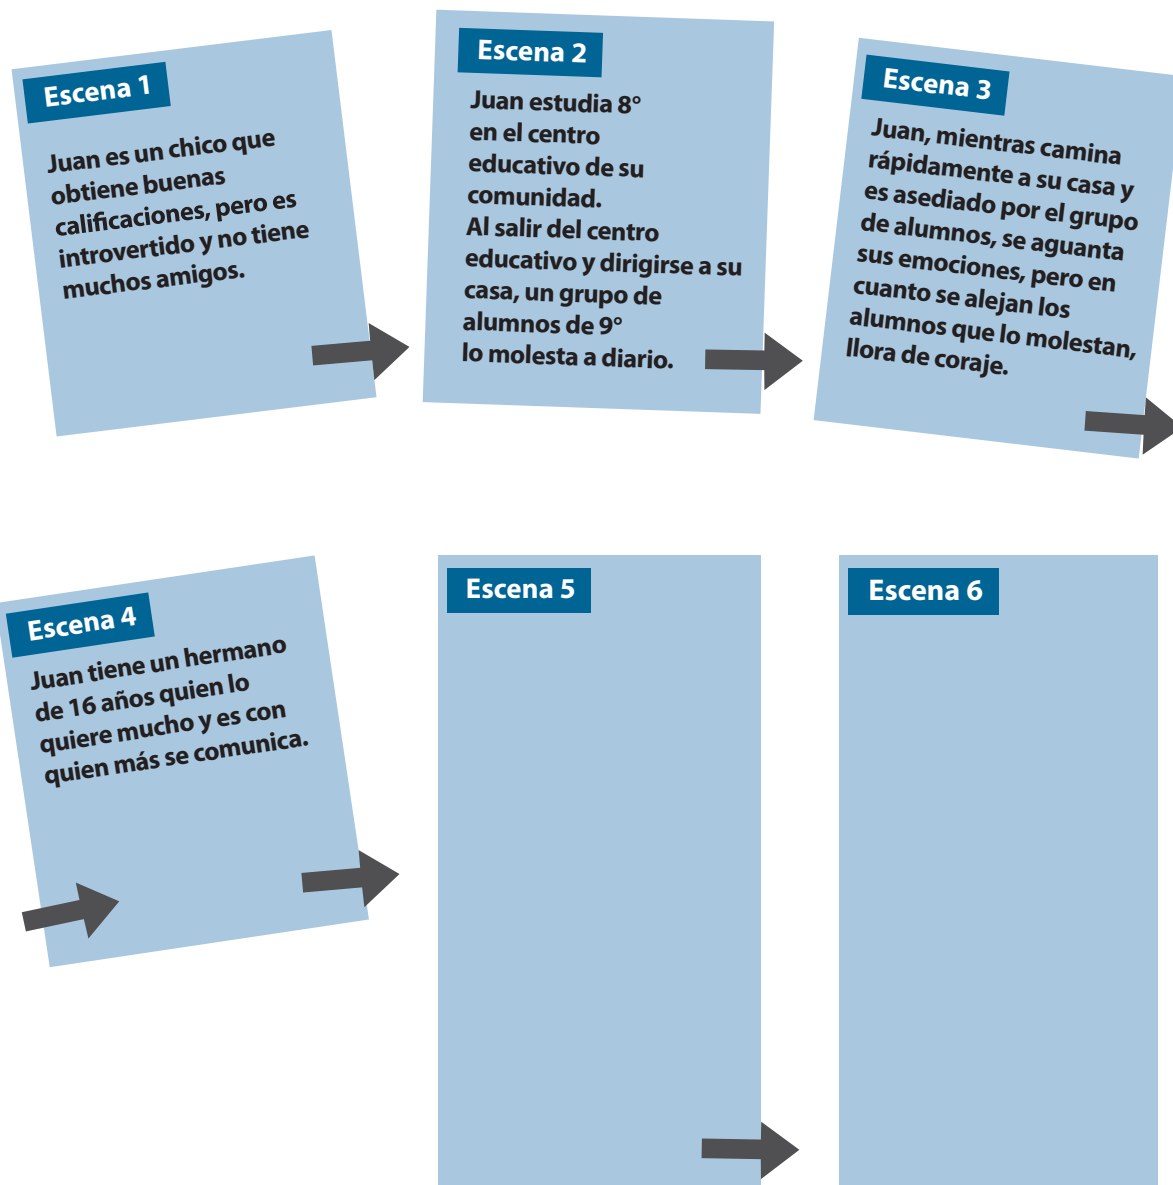 Escena 1
Juan es un chico que
obtiene buenas
calificaciones, pero es
introvertido y no tiene
muchos amigos.
Escena 2
Juan estudia 8°
en el centro
educativo de su
comunidad.
Al salir del centro
educativo y dirigirse a su
casa, un grupo de
alumnos de 9°
lo molesta a diario.
Escena 3
Juan, mientras camina
rápidamente a su casa y
es asediado por el grupo
de alumnos, se aguanta
sus emociones, pero en
cuanto se alejan los
alumnos que lo molestan,
llora de coraje.
Escena 4
Juan tiene un hermano
de 16 años quien lo
quiere mucho y es con
quien más se comunica.
Escena 5
Escena 6